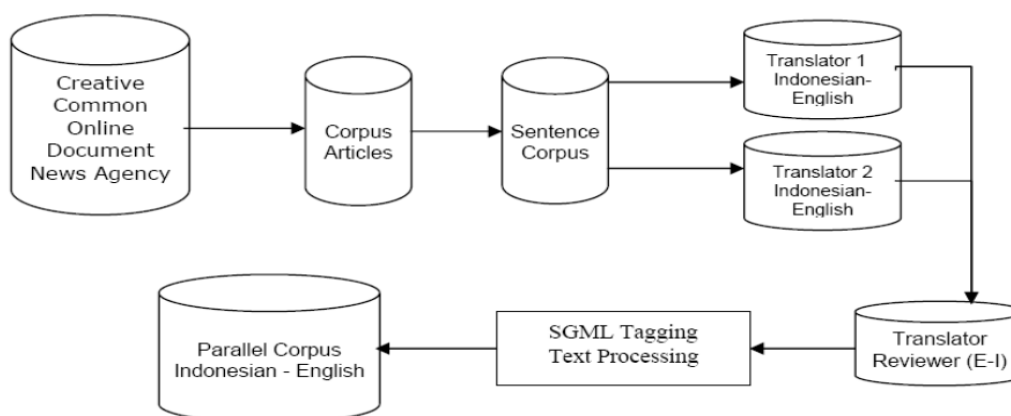 Creative
Common
Online
Document
News Agency
Corpus
Articles
Sentence
Corpus
Translator 1
Indonesian-
English
Translator 2
Indonesian-
English
Translator
Reviewer (E-I)
SGML Tagging
Text Processing
Parallel Corpus
Indonesian - English